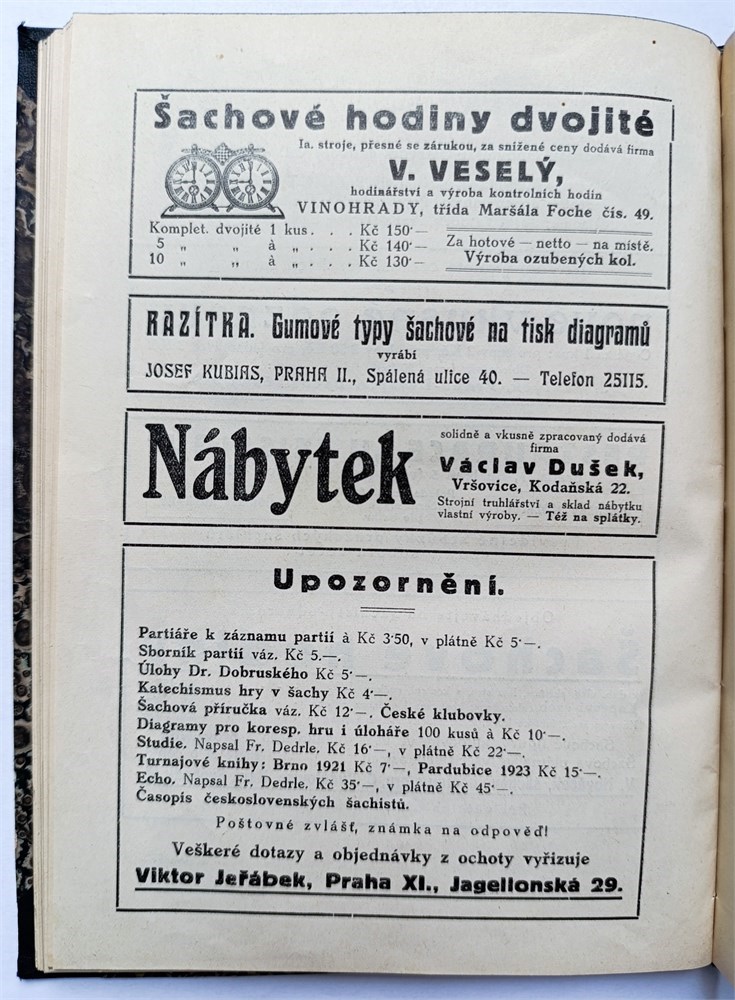 Šachové hodiny dvojité
Ia. stroje, přesné se zárukou, za snížené ceny dodává firma
V. VESELÝ,
hodinářství a výroba kontrolních hodin
VINOHRADY, třída Maršála Foche čís. 49.
Komplet. dvojité 1 kus . . . Kč 150·—
5 „ „ à „ . . . Kč 140·—
10 „ „ à „ . . . Kč 130·—
Za hotové — netto — na místě.
Výroba ozubených kol.
RAZÍTKA. Gumové typy šachové na tisk diagramů
vyrábí
JOSEF KUBIAS, PRAHA II., Spálená ulice 40. — Telefon 25115.
Nábytek
solidně a vkusně zpracovaný dodává
firma
Václav Dušek,
Vršovice, Kodaňská 22.
Strojní truhlářství a sklad nábytku
vlastní výroby. — Též na splátky.
Upozornění.
Partiáře k záznamu partií à Kč 3·50, v plátně Kč 5·—.
Sborník partií váz. Kč 5.—.
Úlohy Dr. Dobruského Kč 5·—.
Katechismus hry v šachy Kč 4·—.
Šachová příručka váz. Kč 12·—. České klubovky.
Diagramy pro koresp. hru i úloháře 100 kusů à Kč 10·—.
Studie. Napsal Fr. Dedrle. Kč 16·—, v plátně Kč 22·—.
Turnajové knihy: Brno 1921 Kč 7·—, Pardubice 1923 Kč 15·—.
Echo. Napsal Fr. Dedrle. Kč 35·—, v plátně Kč 45·—.
Časopis československých šachistů.
Poštovné zvlášť, známka na odpověď!
Veškeré dotazy a objednávky z ochoty vyřizuje
Viktor Jeřábek, Praha XI., Jagellonská 29.